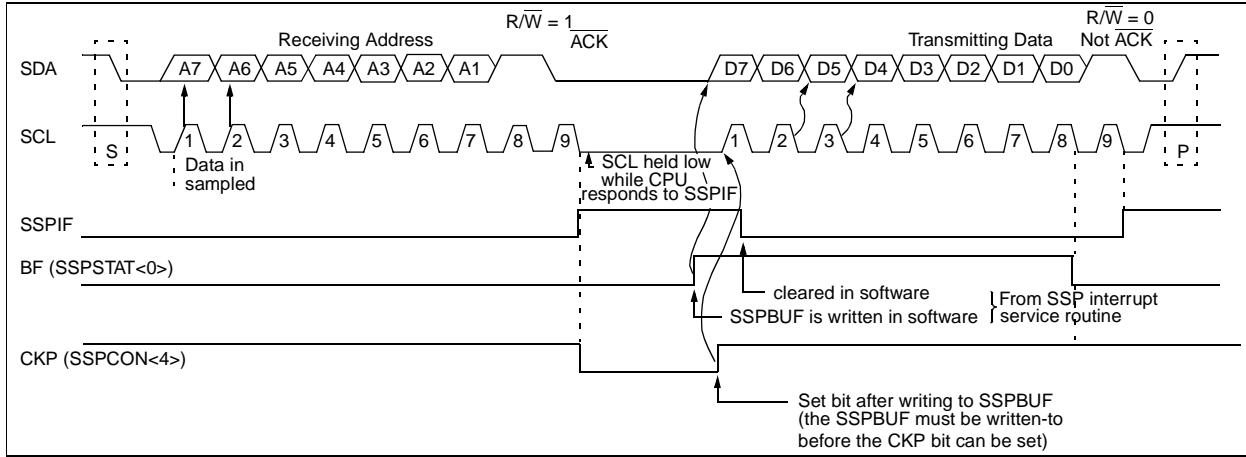 R/W = 1
R/W = 0
Receiving Address
ACK
Transmitting Data
Not ACK
SDA
A7 A6 A5 A4 A3 A2 A1
D7 D6 D5 D4 D3 D2 D1 D0
SCL
S
1 2 3 4 5 6 7 8 9
1 2 3 4 5 6 7 8 9
P
Data in
sampled
SCL held low
while CPU
responds to SSPIF
SSPIF
BF (SSPSTAT<0>)
cleared in software
SSPBUF is written in software
From SSP interrupt
service routine
CKP (SSPCON<4>)
Set bit after writing to SSPBUF
(the SSPBUF must be written-to
before the CKP bit can be set)